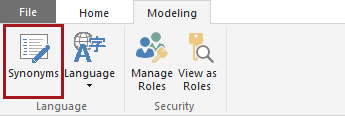 File Home Modeling
Synonyms Language Manage Roles View as Roles
Language Security